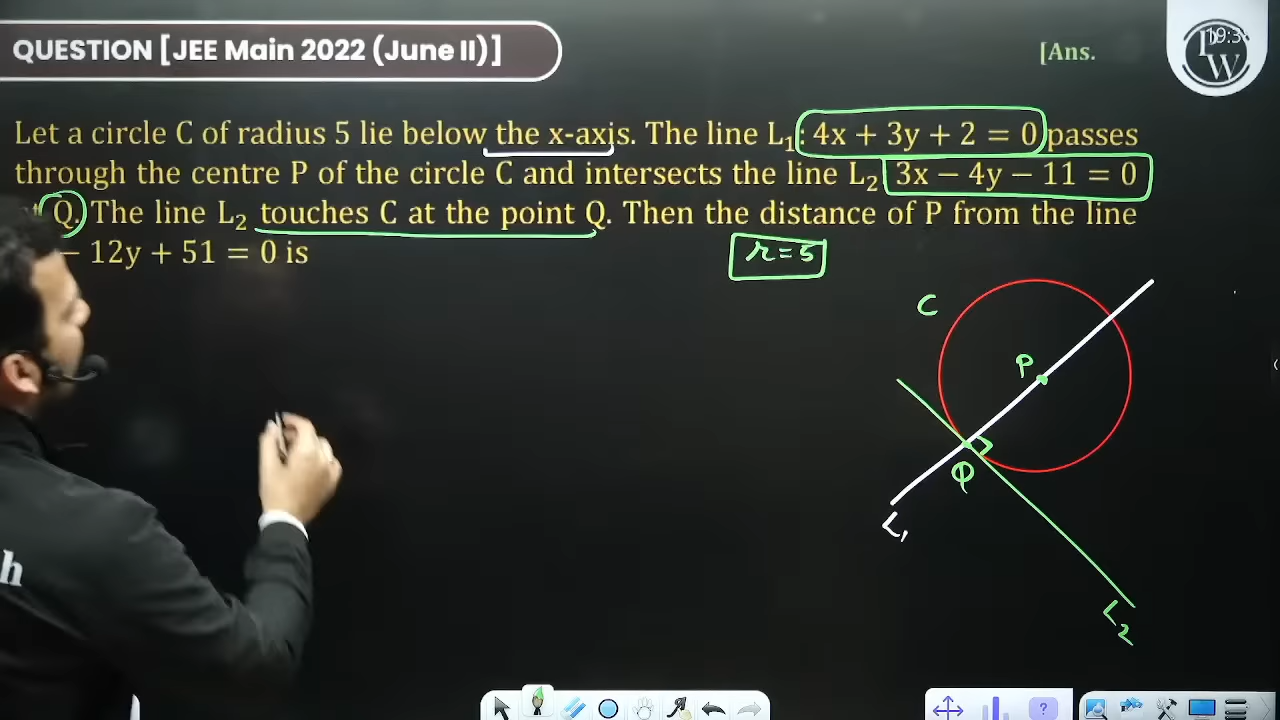 QUESTION [JEE Main 2022 (June II)]
[Ans.
19:3
W
Let a circle C of radius 5 lie below the x-axis. The line L₁: 4x + 3y + 2 = 0 passes
through the centre P of the circle C and intersects the line L₂ 3x − 4y − 11 = 0
Q. The line L₂ touches C at the point Q. Then the distance of P from the line
− 12y + 51 = 0 is
r = 5
C
P
Q
L₁
L₂
h
?